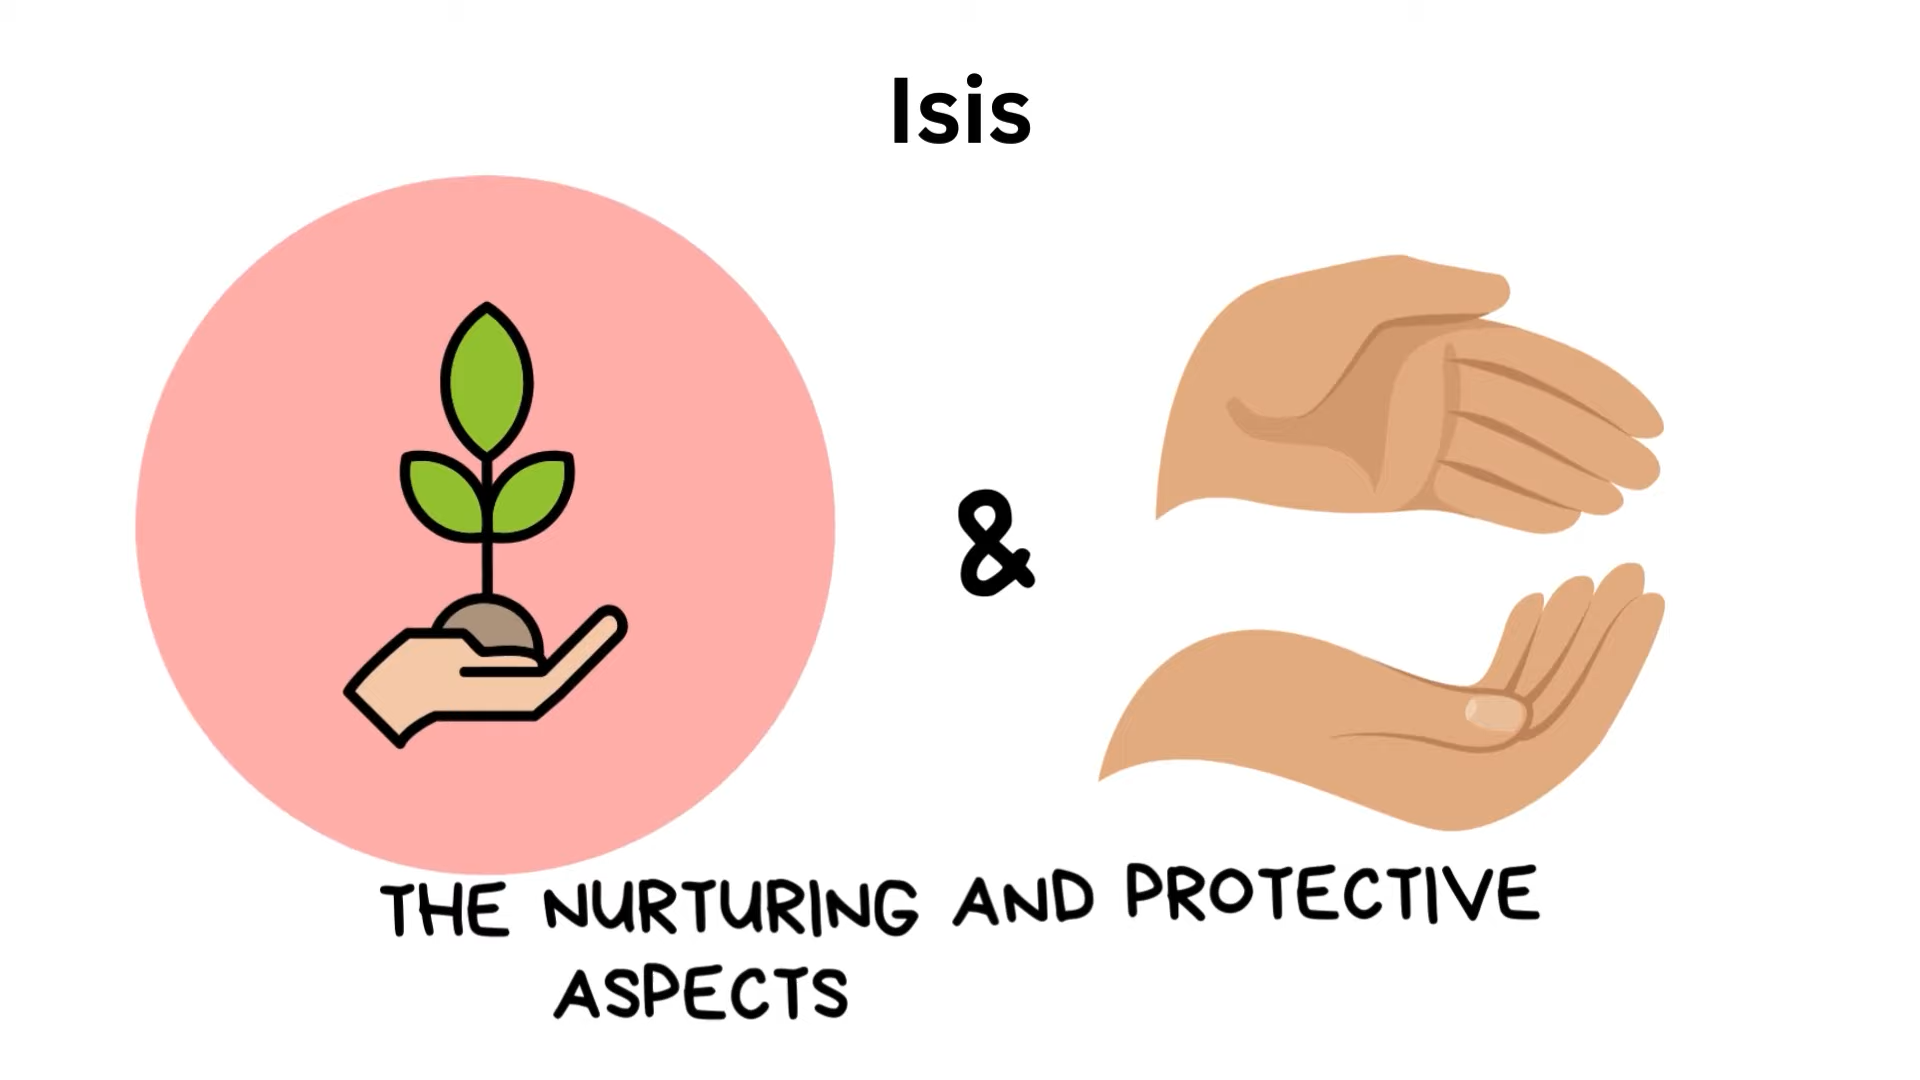 Isis
&
THE NURTURING AND PROTECTIVE
ASPECTS